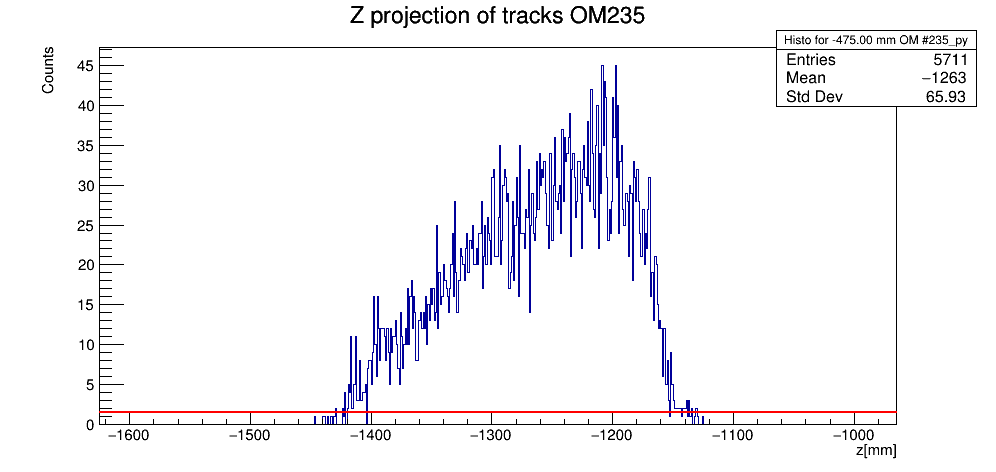 Z projection of tracks OM235
Histo for -475.00 mm OM #235_py
Entries 5711
Mean −1263
Std Dev 65.93
Counts
45
40
35
30
25
20
15
10
5
0
−1600 −1500 −1400 −1300 −1200 −1100 −1000
z[mm]